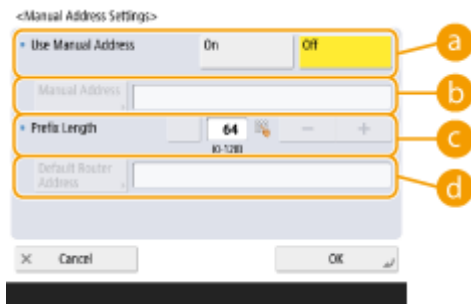 <Manual Address Settings>
Use Manual Address On Off a
Manual Address b
Prefix Length 64 − + c
(0-128)
Default Router
Address d
× Cancel OK